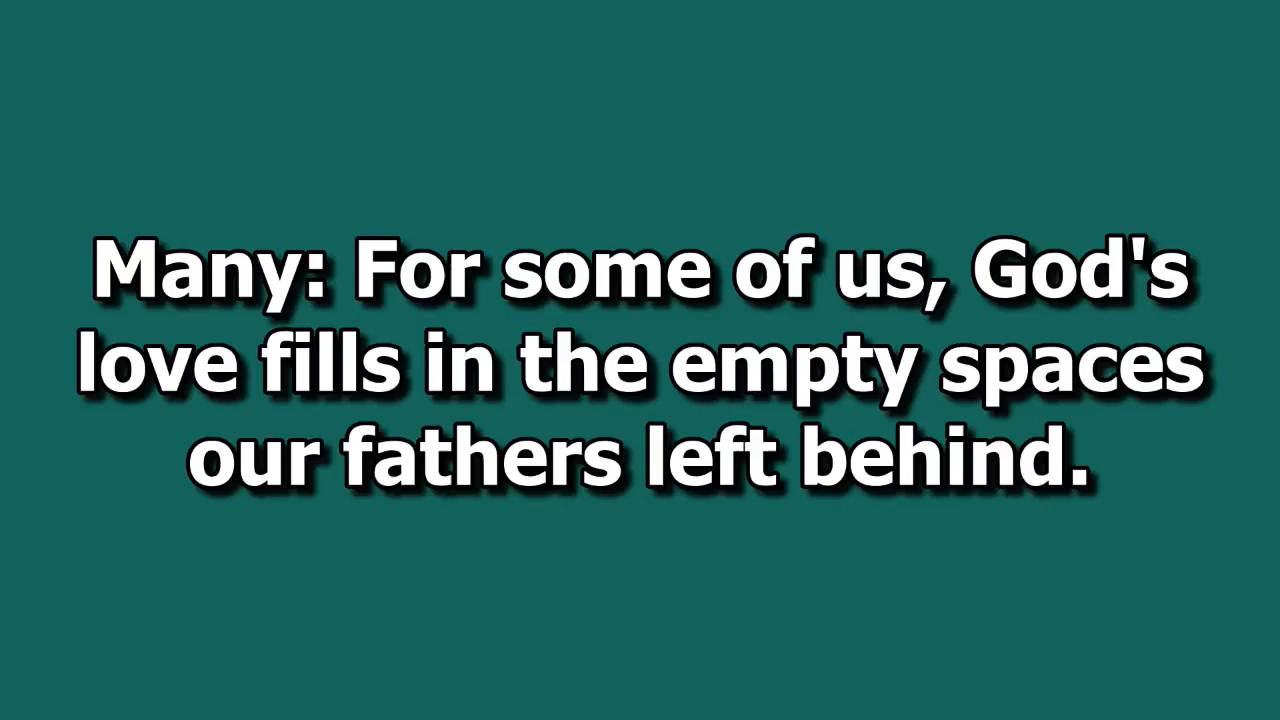 Many: For some of us, God's
love fills in the empty spaces
our fathers left behind.